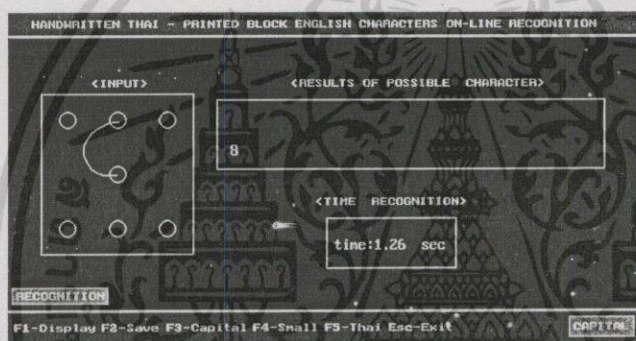 HANDWRITTEN THAI - PRINTED BLOCK ENGLISH CHARACTERS ON-LINE RECOGNITION
<INPUT>
<RESULTS OF POSSIBLE CHARACTER>
8
<TIME RECOGNITION>
time:1.26 sec
RECOGNITION
F1-Display F2-Save F3-Capital F4-Small F5-Thai Esc-Exit
CAPITAL